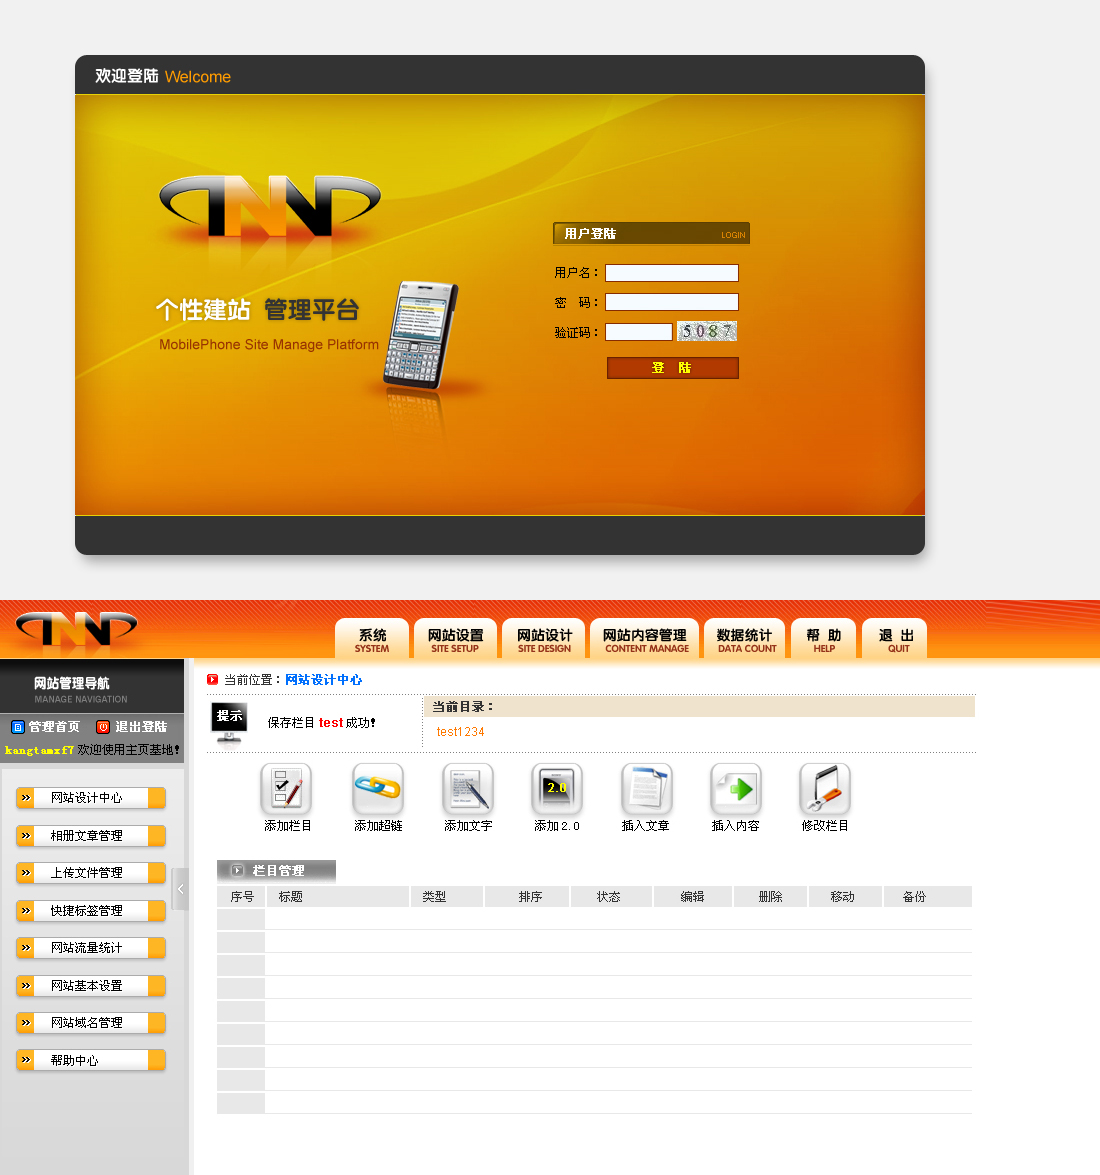 欢迎登陆 Welcome
TNN
用户登陆 LOGIN
用户名：
个性建站 管理平台
密 码：
MobilePhone Site Manage Platform
验证码： 5087
登 陆
TNN
系统 网站设置 网站设计 网站内容管理 数据统计 帮 助 退 出
SYSTEM SITE SETUP SITE DESIGN CONTENT MANAGE DATA COUNT HELP QUIT
网站管理导航
MANAGE NAVIGATION
管理首页 退出登陆
kangtamxf7 欢迎使用主页基地!
网站设计中心
相册文章管理
上传文件管理
快捷标签管理
网站流量统计
网站基本设置
网站域名管理
帮助中心
当前位置：网站设计中心
提示 保存栏目 test 成功!
当前目录：
test1234
2.0
添加栏目 添加超链 添加文字 添加2.0 插入文章 插入内容 修改栏目
栏目管理
序号 标题 类型 排序 状态 编辑 删除 移动 备份